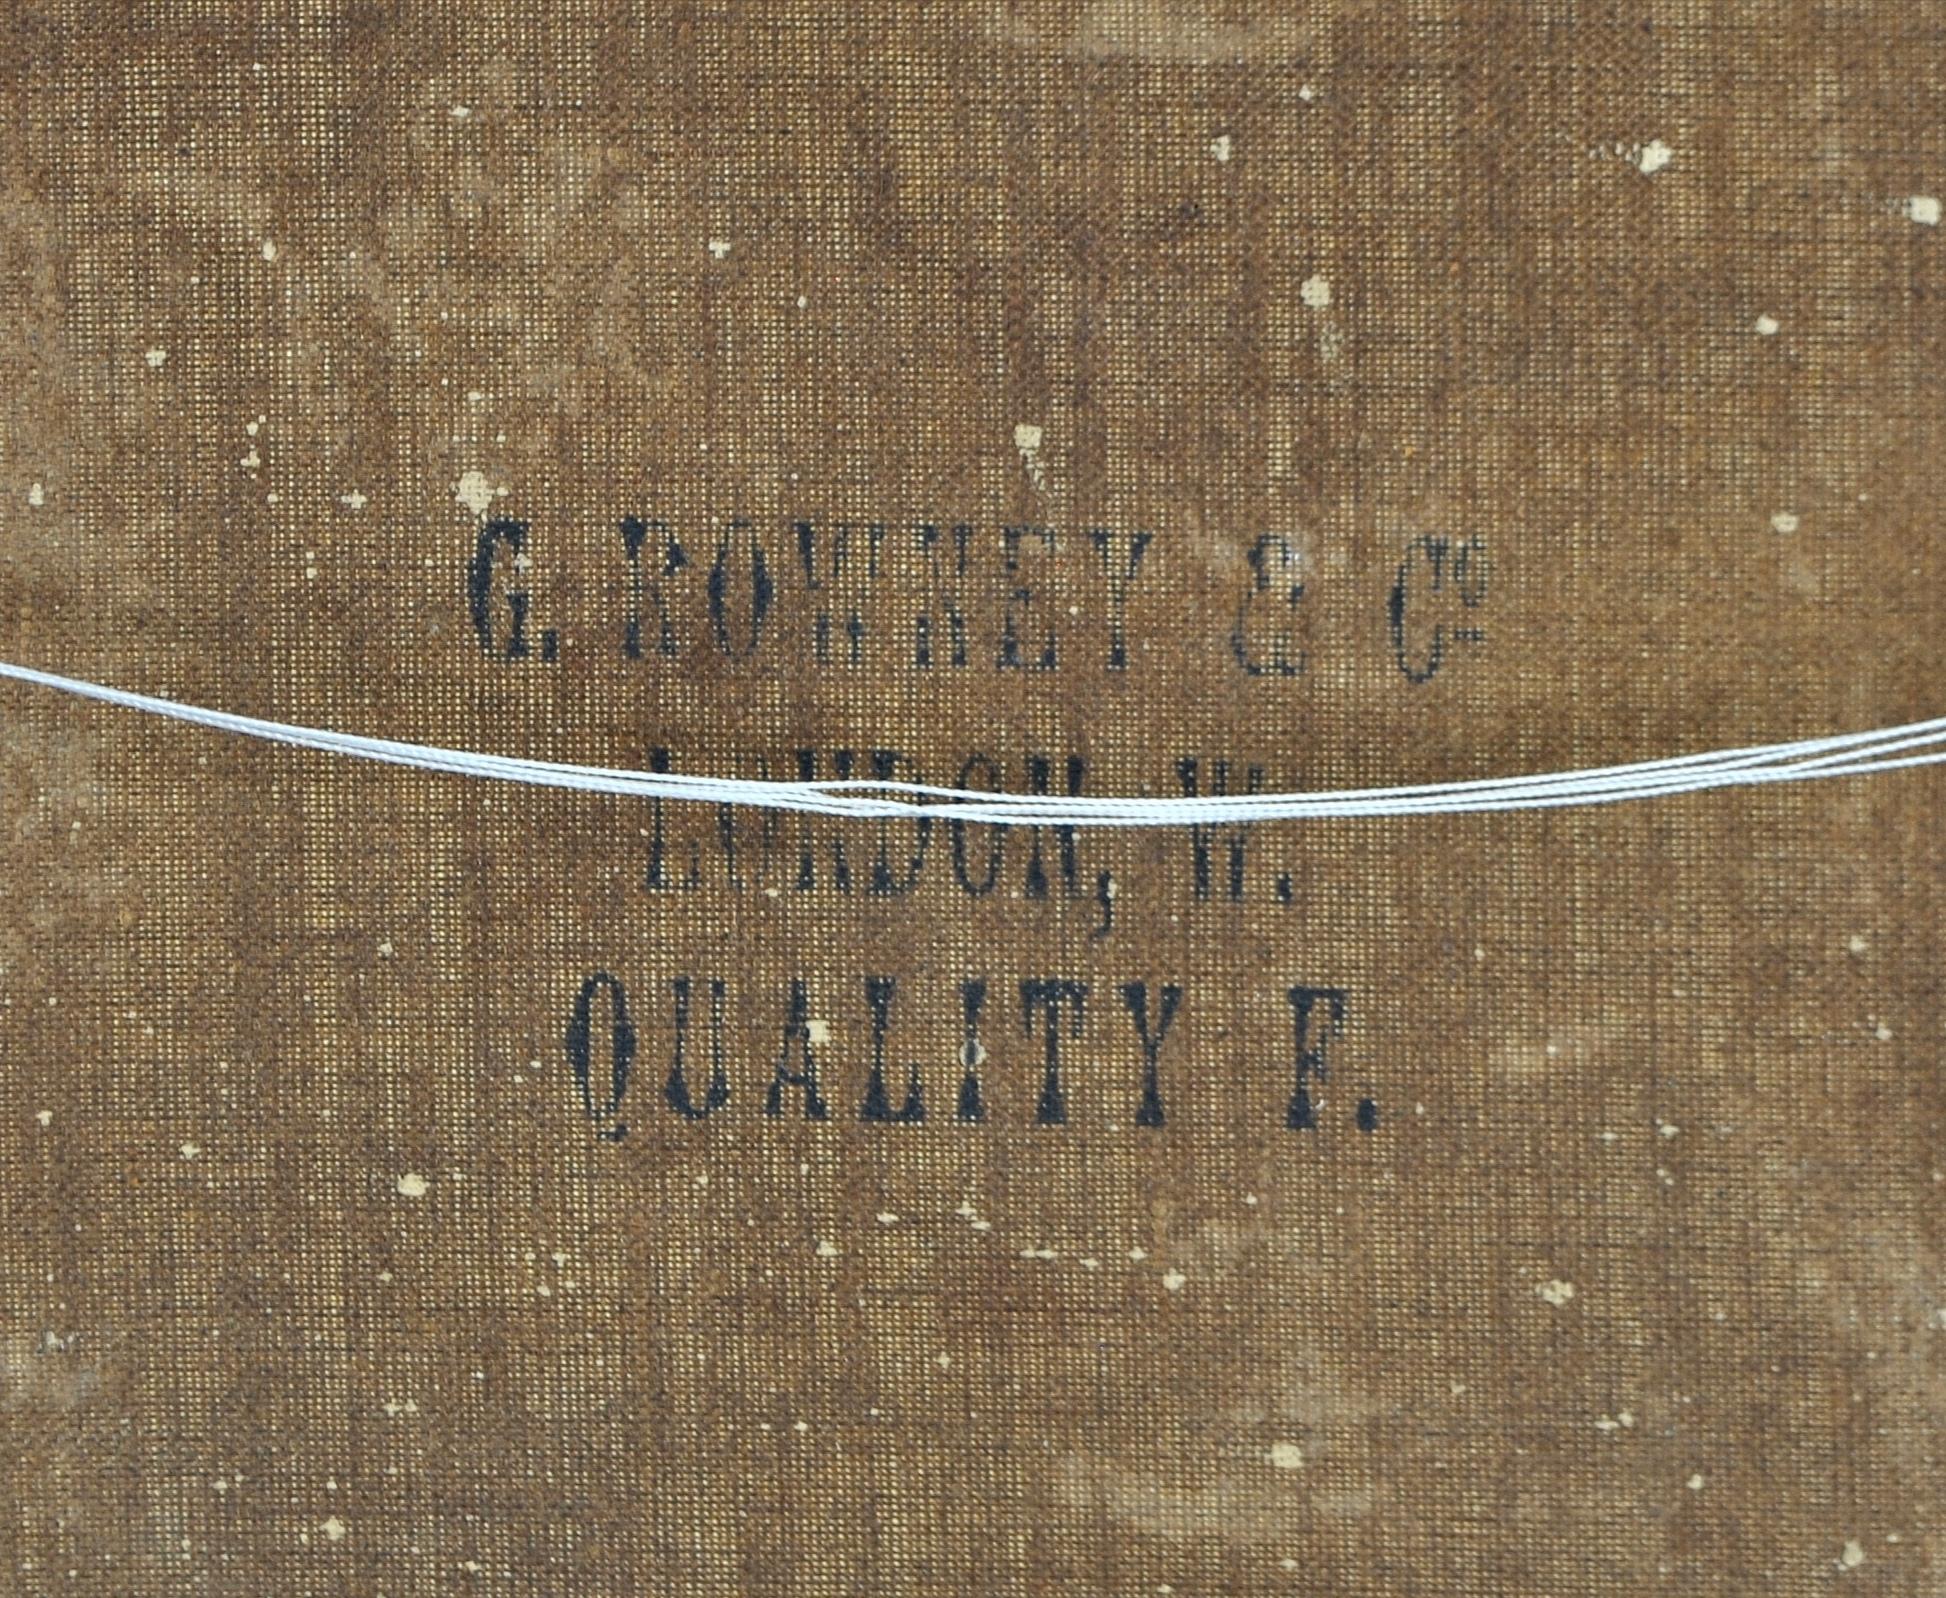 G. ROWNEY & Co
LONDON, W.
QUALITY F.